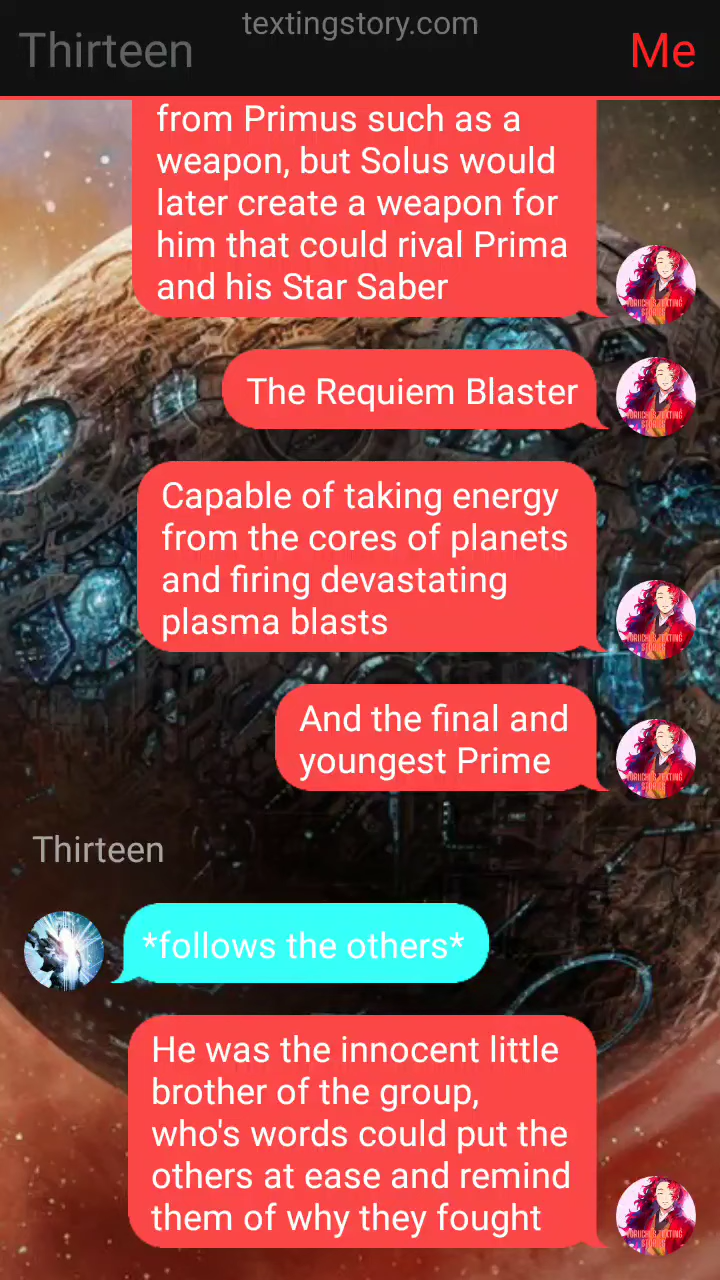 textingstory.com
Thirteen
Me
from Primus such as a
weapon, but Solus would
later create a weapon for
him that could rival Prima
and his Star Saber
The Requiem Blaster
Capable of taking energy
from the cores of planets
and firing devastating
plasma blasts
And the final and
youngest Prime
Thirteen
*follows the others*
He was the innocent little
brother of the group,
who's words could put the
others at ease and remind
them of why they fought